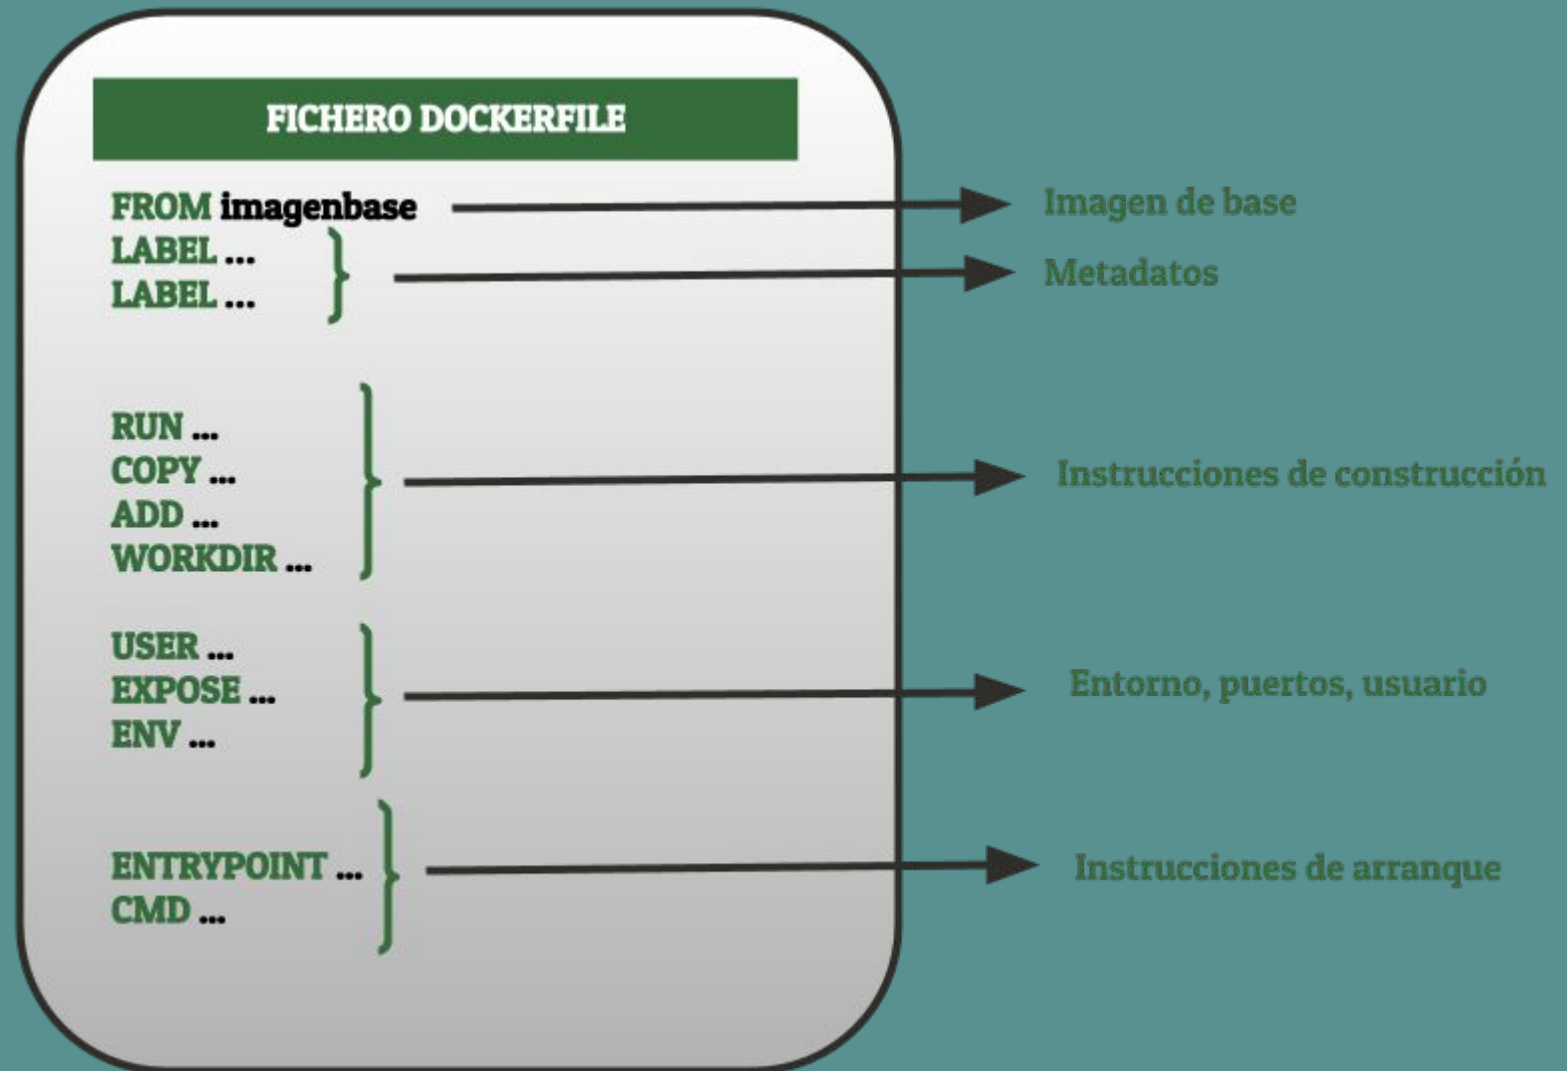 FICHERO DOCKERFILE
FROM imagenbase
Imagen de base
LABEL ...
LABEL ...
Metadatos
RUN ...
COPY ...
ADD ...
WORKDIR ...
Instrucciones de construcción
USER ...
EXPOSE ...
ENV ...
Entorno, puertos, usuario
ENTRYPOINT ...
CMD ...
Instrucciones de arranque